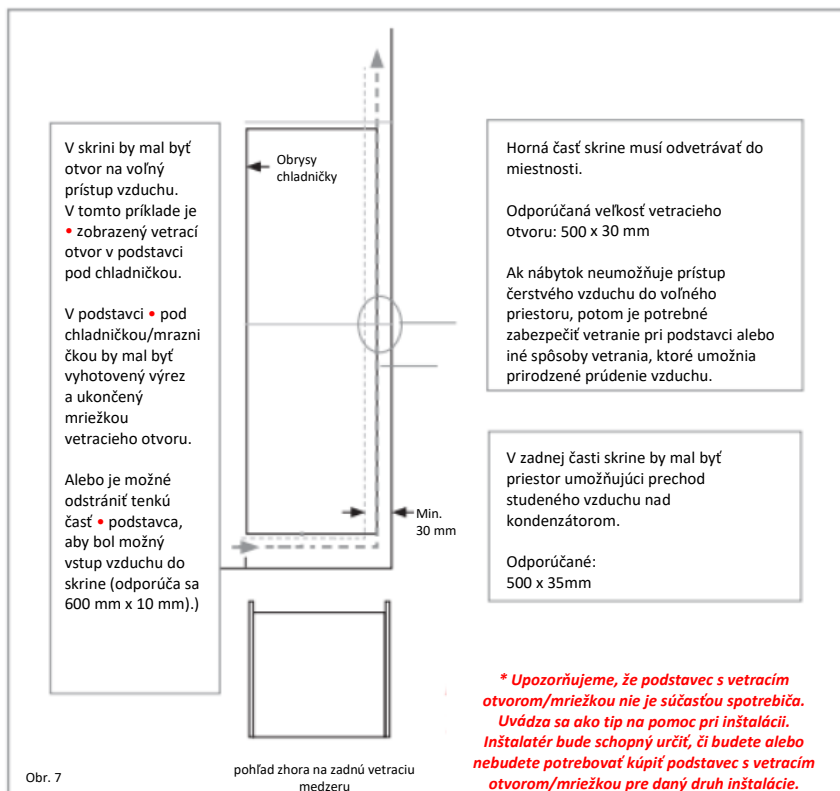 V skrini by mal byť
otvor na voľný
prístup vzduchu.
V tomto príklade je
• zobrazený vetrací
otvor v podstavci
pod chladničkou.
V podstavci • pod
chladničkou/mrazni
čkou by mal byť
vyhotovený výrez
a ukončený
mriežkou
vetracieho otvoru.
Alebo je možné
odstrániť tenkú
časť • podstavca,
aby bol možný
vstup vzduchu do
skrine (odporúča sa
600 mm x 10 mm).)
Obrysy
chladničky
Min.
30 mm
Horná časť skrine musí odvetrávať do
miestnosti.
Odporúčaná veľkosť vetracieho
otvoru: 500 x 30 mm
Ak nábytok neumožňuje prístup
čerstvého vzduchu do voľného
priestoru, potom je potrebné
zabezpečiť vetranie pri podstavci alebo
iné spôsoby vetrania, ktoré umožnia
prirodzené prúdenie vzduchu.
V zadnej časti skrine by mal byť
priestor umožňujúci prechod
studeného vzduchu nad
kondenzátorom.
Odporúčané:
500 x 35mm
* Upozorňujeme, že podstavec s vetracím
otvorom/mriežkou nie je súčasťou spotrebiča.
Uvádza sa ako tip na pomoc pri inštalácii.
Inštalatér bude schopný určiť, či budete alebo
nebudete potrebovať kúpiť podstavec s vetracím
otvorom/mriežkou pre daný druh inštalácie.
Obr. 7
pohľad zhora na zadnú vetraciu
medzeru